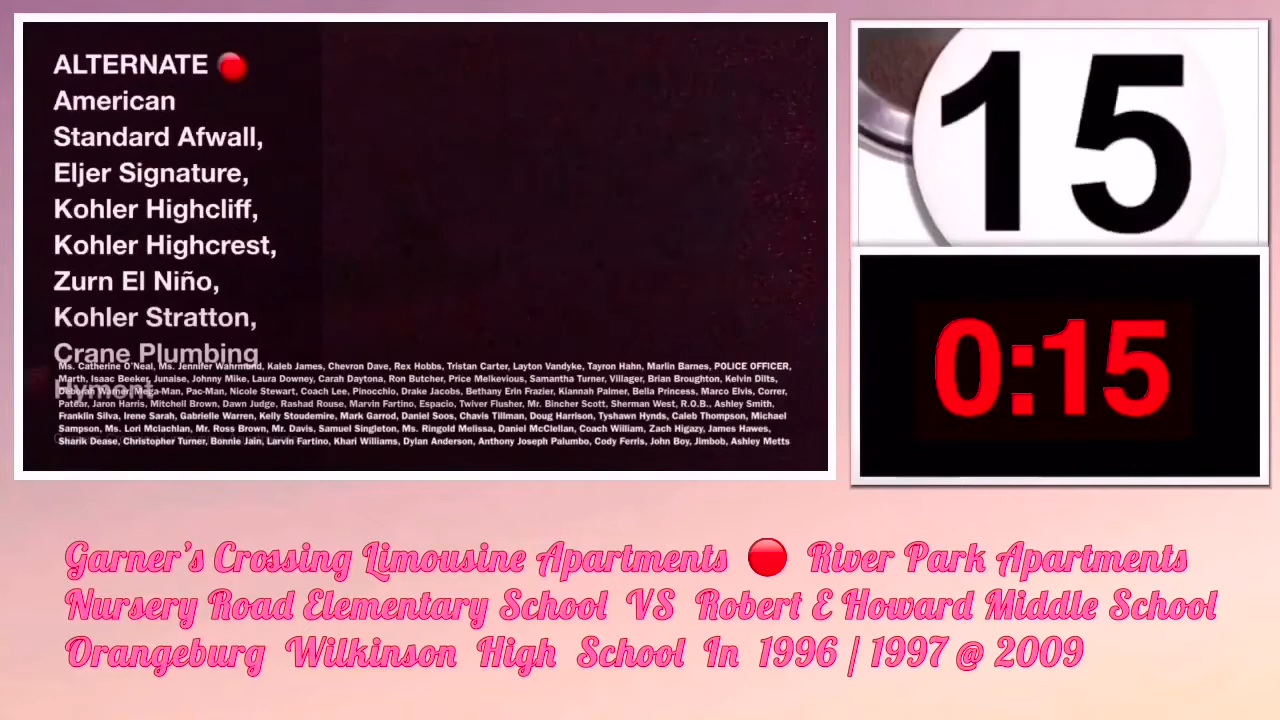 ALTERNATE 🔴
American
Standard Afwall,
Eljer Signature,
Kohler Highcliff,
Kohler Highcrest,
Zurn El Niño,
Kohler Stratton,
Crane Plumbing
Hymont
Ms. Catherine O'Neal, Ms. Jennifer Wahrmbnd, Kaleb James, Chevron Dave, Rex Hobbs, Tristan Carter, Layton Vandyke, Tayron Hahn, Marlin Barnes, POLICE OFFICER,
Marth, Isaac Beeker, Junaise, Johnny Mike, Laura Downey, Carah Daytona, Ron Butcher, Price Melkevious, Samantha Turner, Villager, Brian Broughton, Kelvin Dilts,
Mega-Man, Pac-Man, Nicole Stewart, Coach Lee, Pinocchio, Drake Jacobs, Bethany Erin Frazier, Kiannah Palmer, Bella Princess, Marco Elvis, Correr,
Patear, Jaron Harris, Mitchell Brown, Dawn Judge, Rashad Rouse, Marvin Fartino, Espacio, Twiver Flusher, Mr. Bincher Scott, Sherman West, R.O.B., Ashley Smith,
Franklin Silva, Irene Sarah, Gabrielle Warren, Kelly Stoudemire, Mark Garrod, Daniel Soos, Chavis Tillman, Doug Harrison, Tyshawn Hynds, Caleb Thompson, Michael
Sampson, Ms. Lori Mclachlan, Mr. Ross Brown, Mr. Davis, Samuel Singleton, Ms. Ringold Melissa, Daniel McClellan, Coach William, Zach Higazy, James Hawes,
Sharik Dease, Christopher Turner, Bonnie Jain, Larvin Fartino, Khari Williams, Dylan Anderson, Anthony Joseph Palumbo, Cody Ferris, John Boy, Jimbob, Ashley Metts
15
0:15
Garner's Crossing Limousine Apartments 🔴 River Park Apartments
Nursery Road Elementary School VS Robert E Howard Middle School
Orangeburg Wilkinson High School In 1996 / 1997 @ 2009